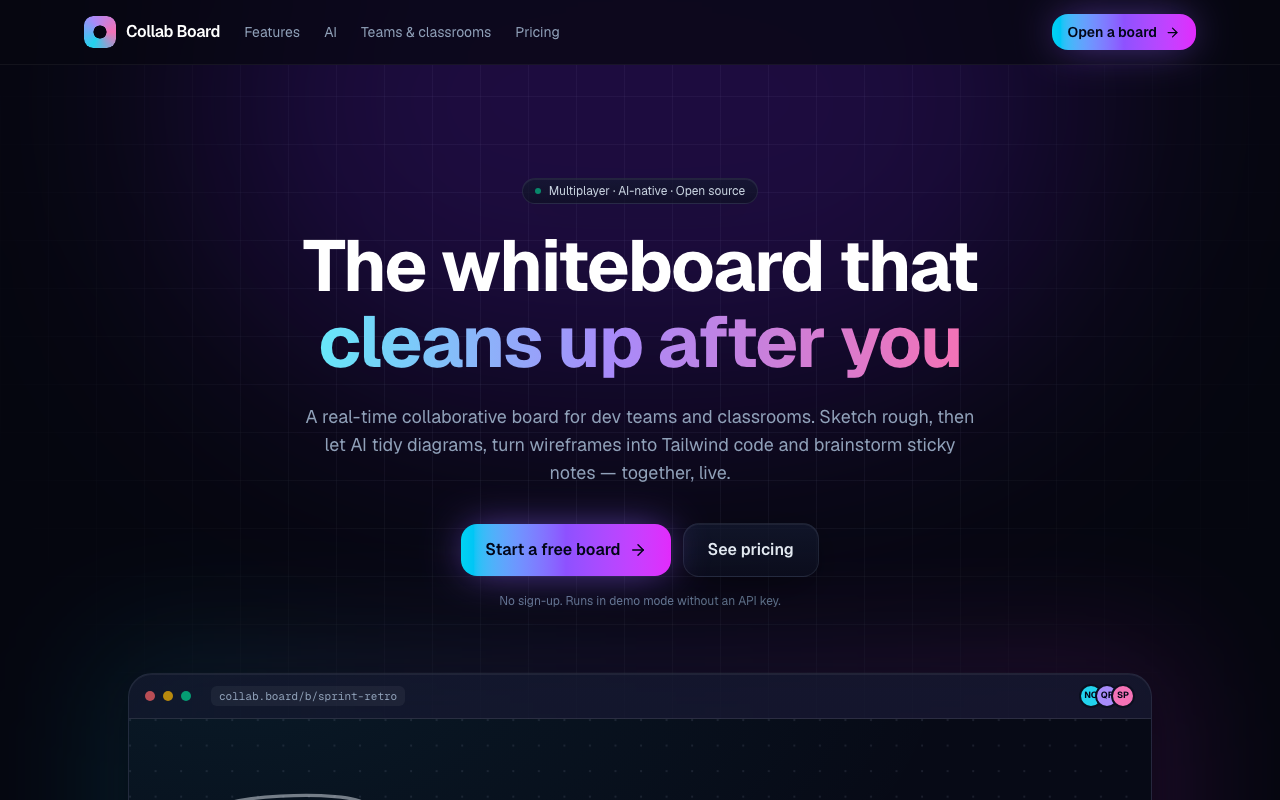 Collab Board
Features
AI
Teams & classrooms
Pricing
Open a board →
Multiplayer · AI-native · Open source
The whiteboard that
cleans up after you
A real-time collaborative board for dev teams and classrooms. Sketch rough, then
let AI tidy diagrams, turn wireframes into Tailwind code and brainstorm sticky
notes — together, live.
Start a free board →
See pricing
No sign-up. Runs in demo mode without an API key.
collab.board/b/sprint-retro
SP